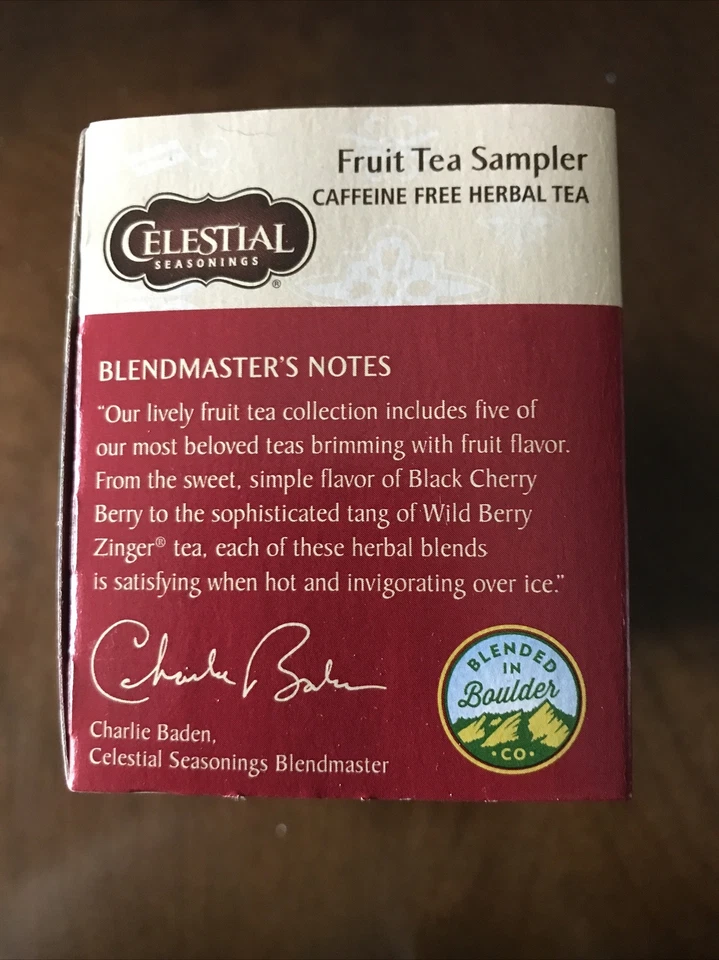 Fruit Tea Sampler
CAFFEINE FREE HERBAL TEA
CELESTIAL
SEASONINGS
®
BLENDMASTER'S NOTES
"Our lively fruit tea collection includes five of
our most beloved teas brimming with fruit flavor.
From the sweet, simple flavor of Black Cherry
Berry to the sophisticated tang of Wild Berry
Zinger® tea, each of these herbal blends
is satisfying when hot and invigorating over ice."
Charlie Baden
Charlie Baden,
Celestial Seasonings Blendmaster
BLENDED
IN
Boulder
·CO·